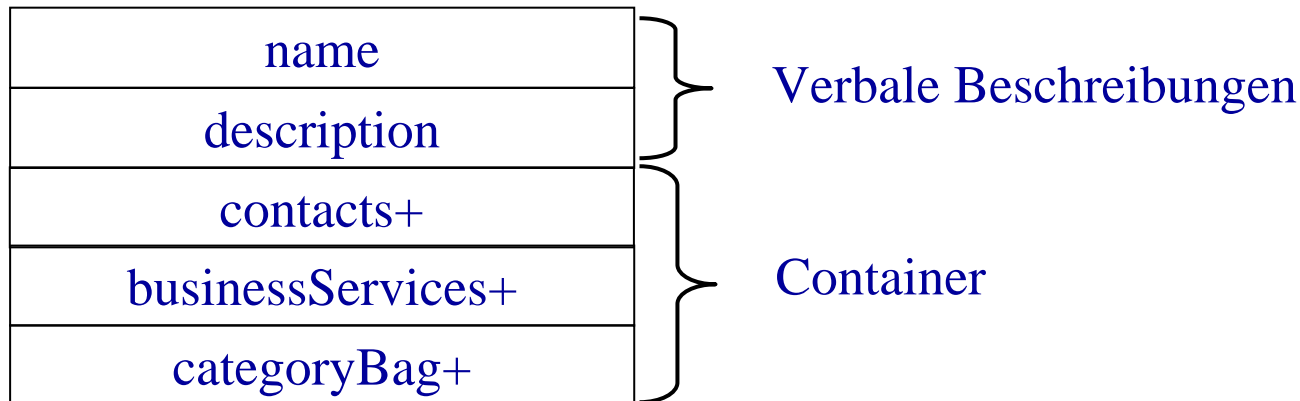 name
description
Verbale Beschreibungen
contacts+
businessServices+
categoryBag+
Container